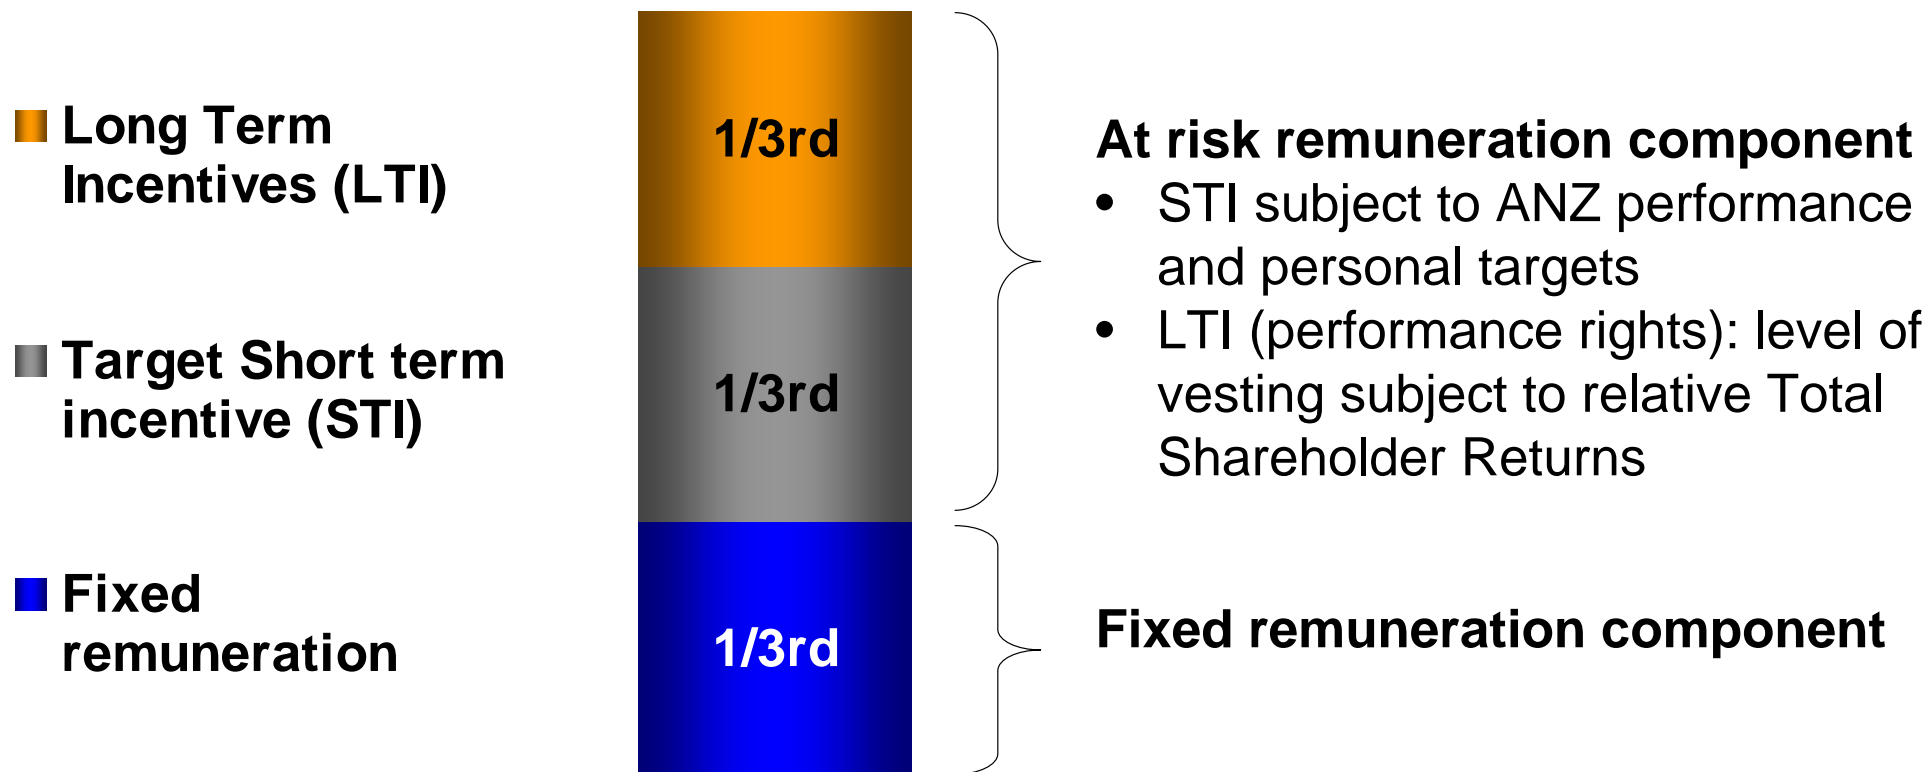 Long Term
Incentives (LTI)
Target Short term
incentive (STI)
Fixed
remuneration
1/3rd
1/3rd
1/3rd
At risk remuneration component
• STI subject to ANZ performance
and personal targets
• LTI (performance rights): level of
vesting subject to relative Total
Shareholder Returns
Fixed remuneration component